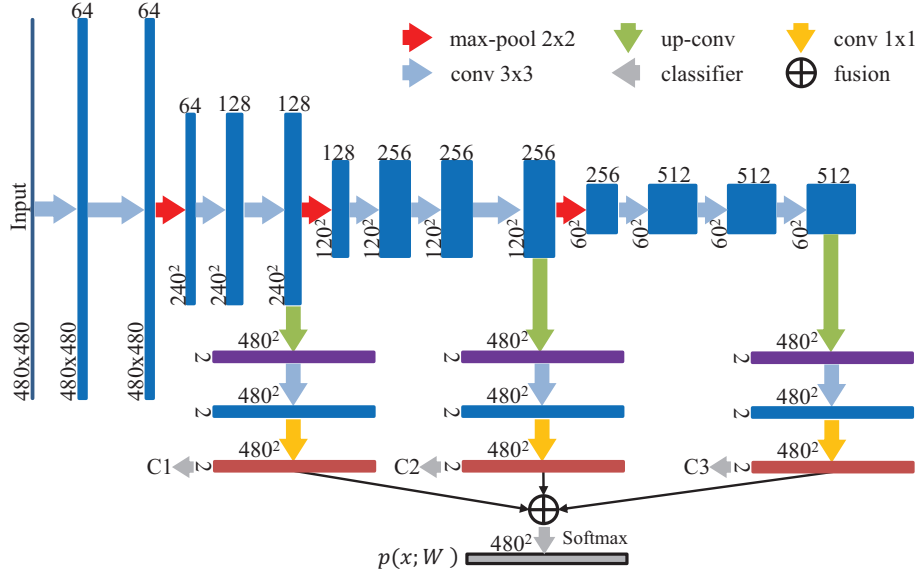 64 64
max-pool 2x2 up-conv conv 1x1
conv 3x3 classifier fusion
64 128 128
128 256 256 256
256 512 512 512
Input
480x480 480x480 480x480
240² 240² 240²
120² 120² 120² 120²
60² 60² 60² 60²
2 480² 2 480² 2 480²
2 480² 2 480² 2 480²
C1 2 480² C2 2 480² C3 2 480²
480² Softmax
p(x; W)